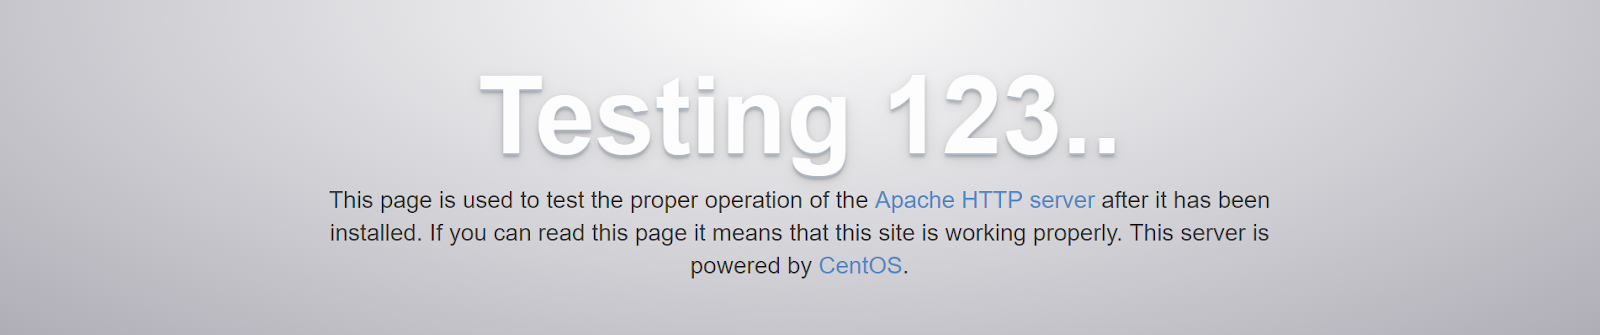 Testing 123..
This page is used to test the proper operation of the Apache HTTP server after it has been
installed. If you can read this page it means that this site is working properly. This server is
powered by CentOS.